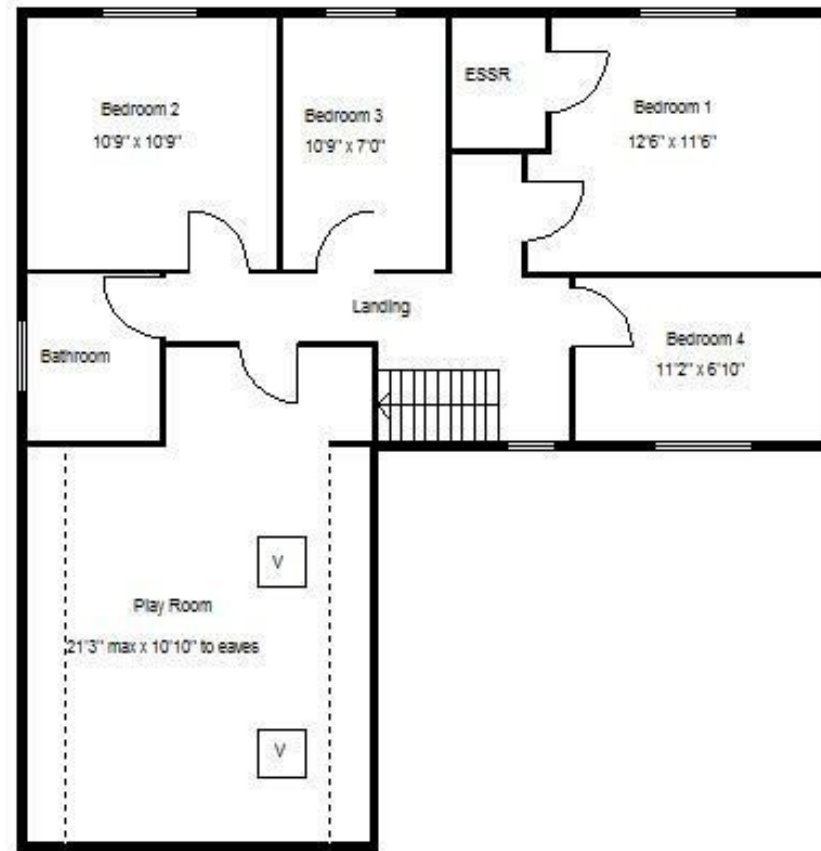 Bedroom 2
10'9" x 10'9"
Bedroom 3
10'9" x 7'0"
ESSR
Bedroom 1
12'6" x 11'6"
Landing
Bathroom
Bedroom 4
11'2" x 6'10"
V
Play Room
21'3" max x 10'10" to eaves
V